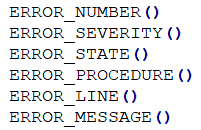 ERROR_NUMBER()
ERROR_SEVERITY()
ERROR_STATE()
ERROR_PROCEDURE()
ERROR_LINE()
ERROR_MESSAGE()